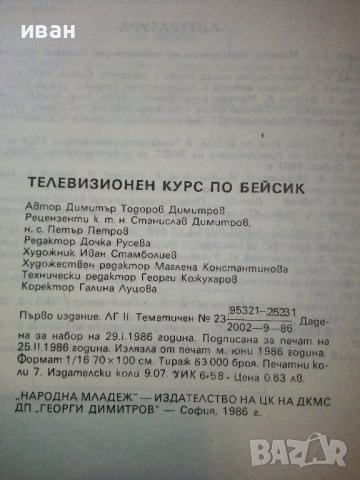 иван
ЛИТЕРАТУРА
ТЕЛЕВИЗИОНЕН КУРС ПО БЕЙСИК
Автор Димитър Тодоров Димитров
Рецензенти к. т. н. Станислав Димитров,
н. с. Петър Петров
Редактор Дочка Русева
Художник Иван Стамболиев
Художествен редактор Маглена Константинова
Технически редактор Георги Кожухаров
Коректор Галина Луцова
Първо издание. ЛГ II. Тематичен № 23 95321—25231 / 2002—9—86. Даде-
на за набор на 29.I.1986 година. Подписана за печат на
25.II.1986 година. Излязла от печат м. юни 1986 година.
Формат 1/16 70×100 см. Тираж 63 000 броя. Печатни ко-
ли 7. Издателски коли 9.07. УИК 6.58. Цена 0.63 лв.
„НАРОДНА МЛАДЕЖ" — ИЗДАТЕЛСТВО НА ЦК НА ДКМС
ДП „ГЕОРГИ ДИМИТРОВ" — София, 1986 г.
BAZAR
.bg